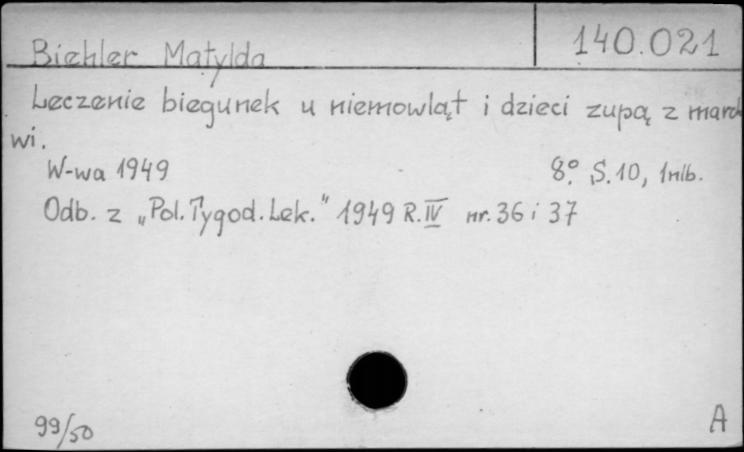 Biehler Matylda 140.021
Leczenie biegunek u niemowląt i dzieci zupą z march
wi.
W-wa 1949 8° S.10, 1nlb.
Odb. z „Pol.Tygod.Lek." 1949 R.IV nr. 36 i 37
99/50 A